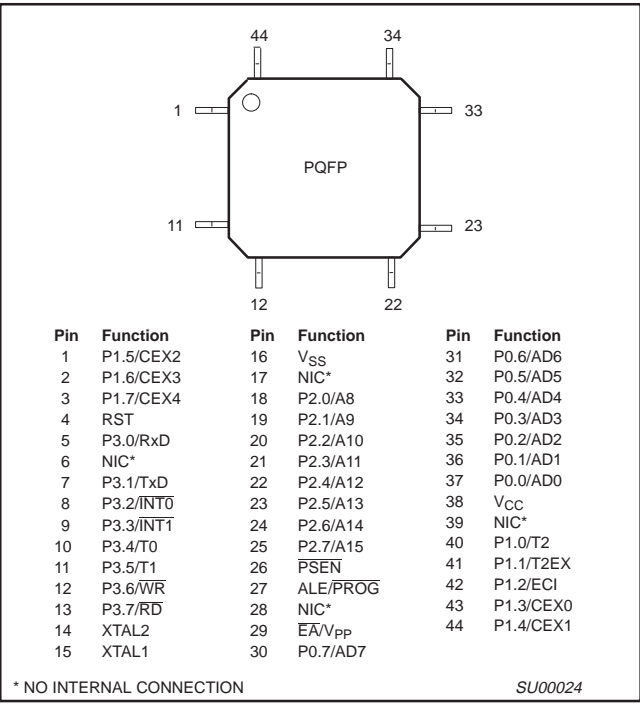 44 34
1 33
PQFP
11 23
12 22
Pin Function Pin Function Pin Function
1 P1.5/CEX2 16 VSS 31 P0.6/AD6
2 P1.6/CEX3 17 NIC* 32 P0.5/AD5
3 P1.7/CEX4 18 P2.0/A8 33 P0.4/AD4
4 RST 19 P2.1/A9 34 P0.3/AD3
5 P3.0/RxD 20 P2.2/A10 35 P0.2/AD2
6 NIC* 21 P2.3/A11 36 P0.1/AD1
7 P3.1/TxD 22 P2.4/A12 37 P0.0/AD0
8 P3.2/INT0 23 P2.5/A13 38 VCC
9 P3.3/INT1 24 P2.6/A14 39 NIC*
10 P3.4/T0 25 P2.7/A15 40 P1.0/T2
11 P3.5/T1 26 PSEN 41 P1.1/T2EX
12 P3.6/WR 27 ALE/PROG 42 P1.2/ECI
13 P3.7/RD 28 NIC* 43 P1.3/CEX0
14 XTAL2 29 EA/VPP 44 P1.4/CEX1
15 XTAL1 30 P0.7/AD7
* NO INTERNAL CONNECTION SU00024